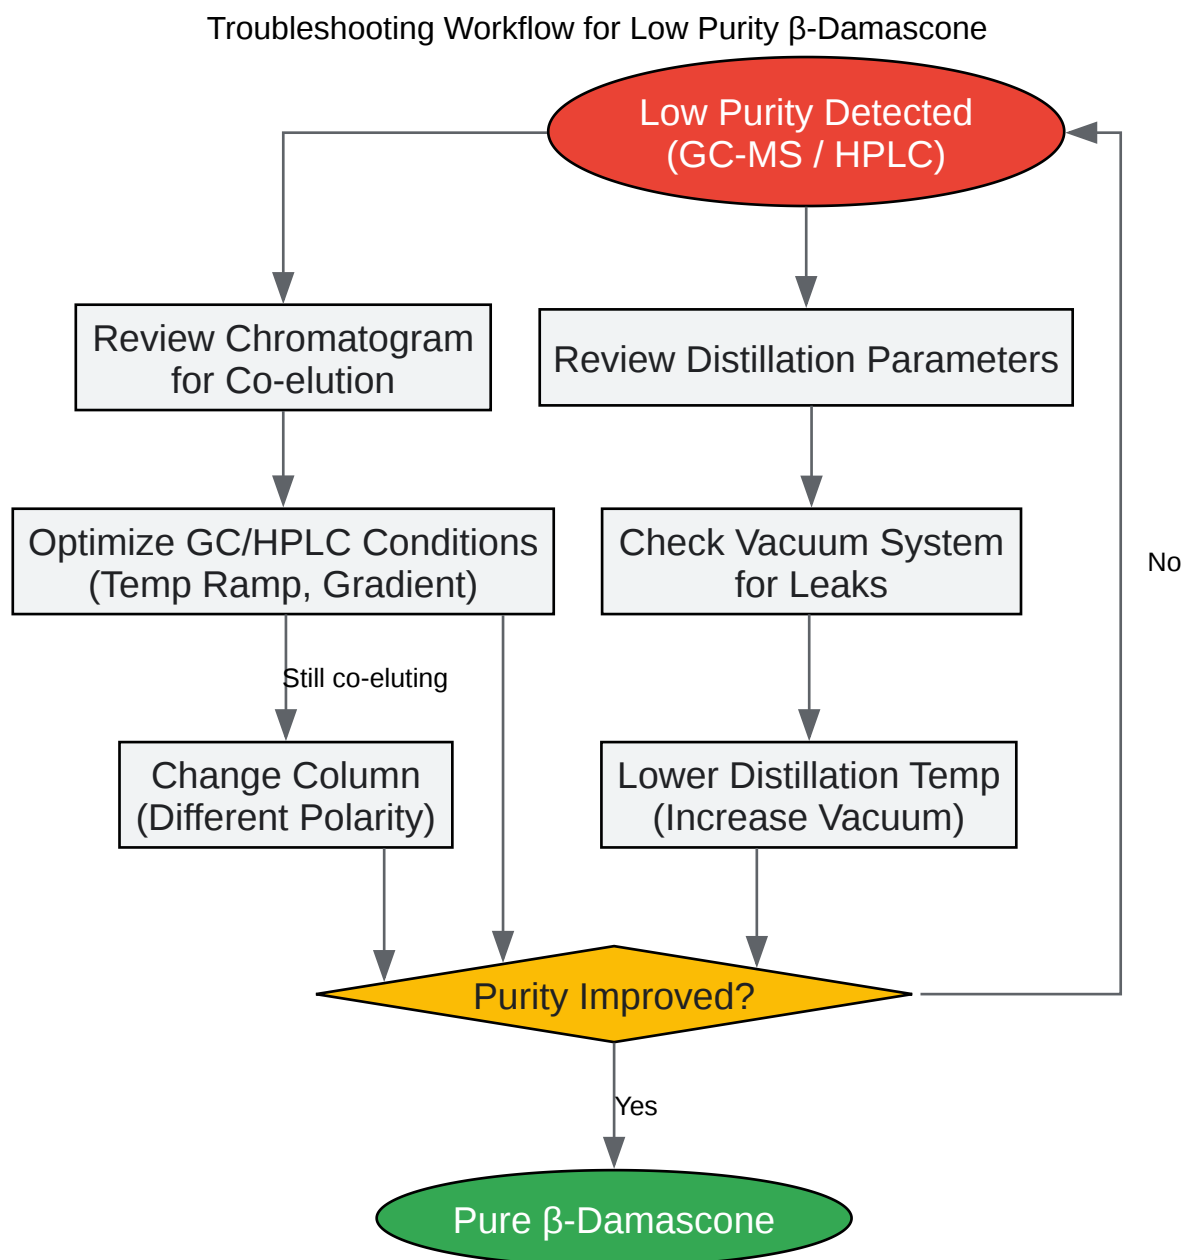 Troubleshooting Workflow for Low Purity β-Damascone
Low Purity Detected
(GC-MS / HPLC)
Review Chromatogram
for Co-elution
Review Distillation Parameters
Optimize GC/HPLC Conditions
(Temp Ramp, Gradient)
Check Vacuum System
for Leaks
No
Still co-eluting
Change Column
(Different Polarity)
Lower Distillation Temp
(Increase Vacuum)
Purity Improved?
Yes
Pure β-Damascone